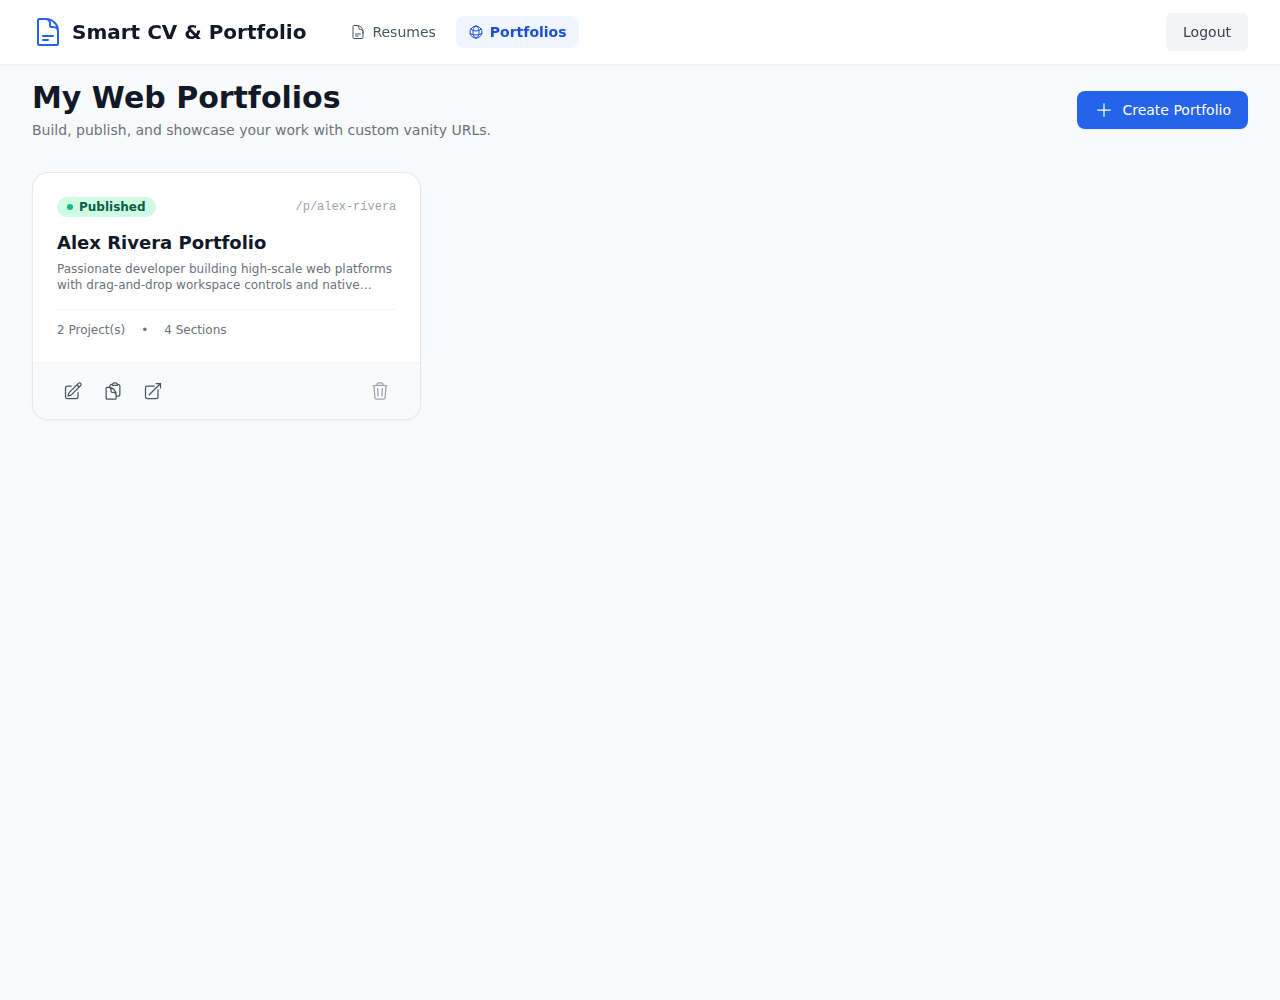 Smart CV & Portfolio
Resumes
Portfolios
Logout
My Web Portfolios
Build, publish, and showcase your work with custom vanity URLs.
Create Portfolio
Published
/p/alex-rivera
Alex Rivera Portfolio
Passionate developer building high-scale web platforms
with drag-and-drop workspace controls and native…
2 Project(s) • 4 Sections